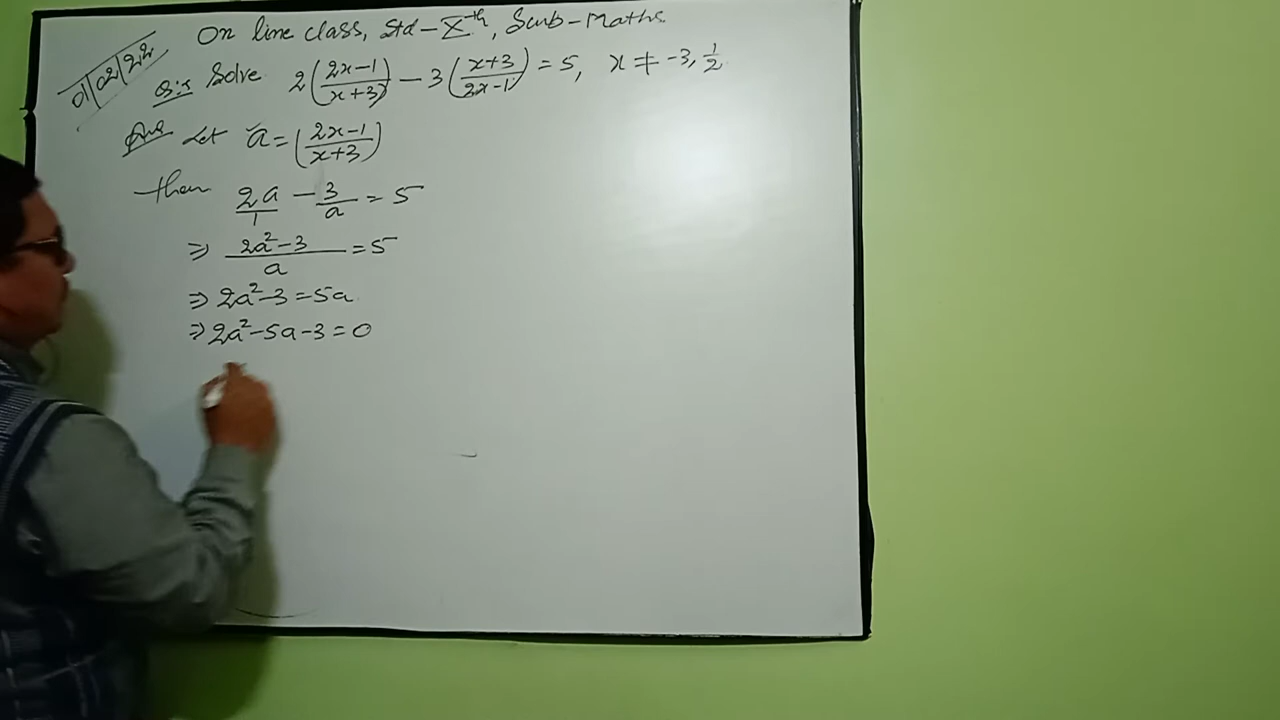 On line class, Std-Xth, Sub-Maths.
01/02/22
Q:1 Solve 2(2x-1/x+3) - 3(x+3/2x-1) = 5, x ≠ -3, 1/2
Ans Let a = (2x-1/x+3)
then 2a/1 - 3/a = 5
⇒ 2a²-3/a = 5
⇒ 2a²-3 = 5a
⇒ 2a²-5a-3 = 0